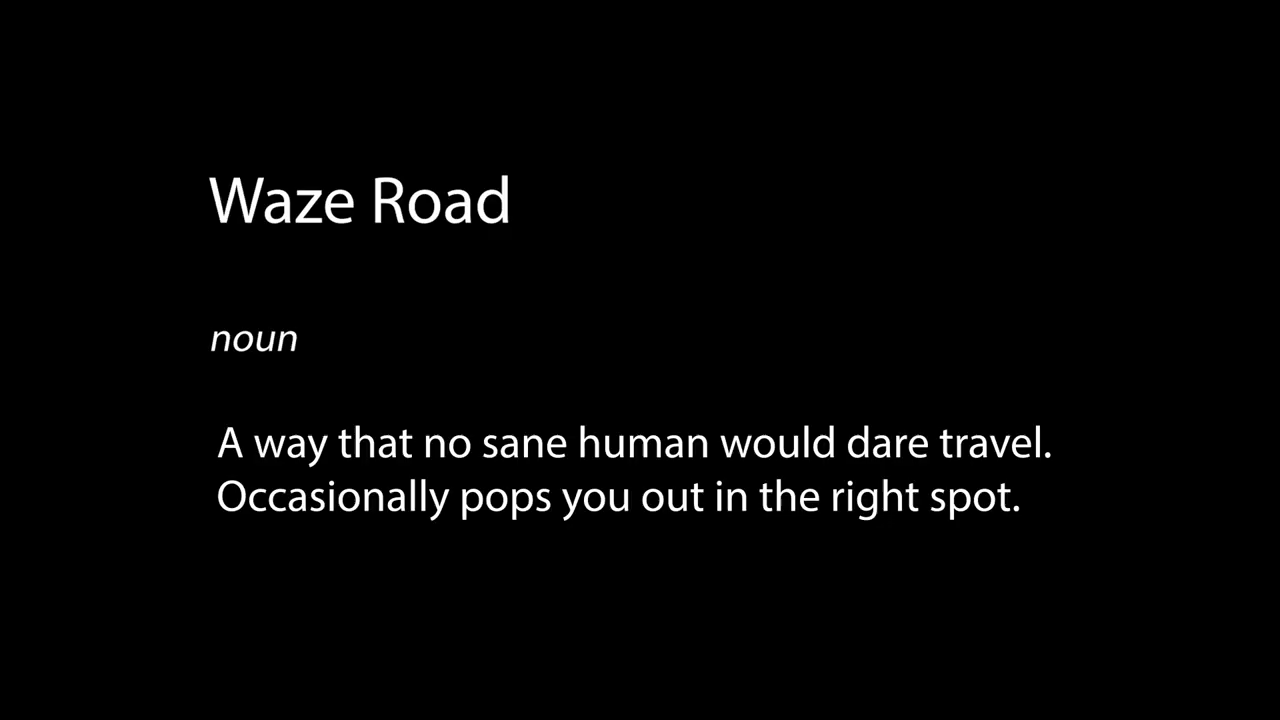 Waze Road
noun
A way that no sane human would dare travel.
Occasionally pops you out in the right spot.